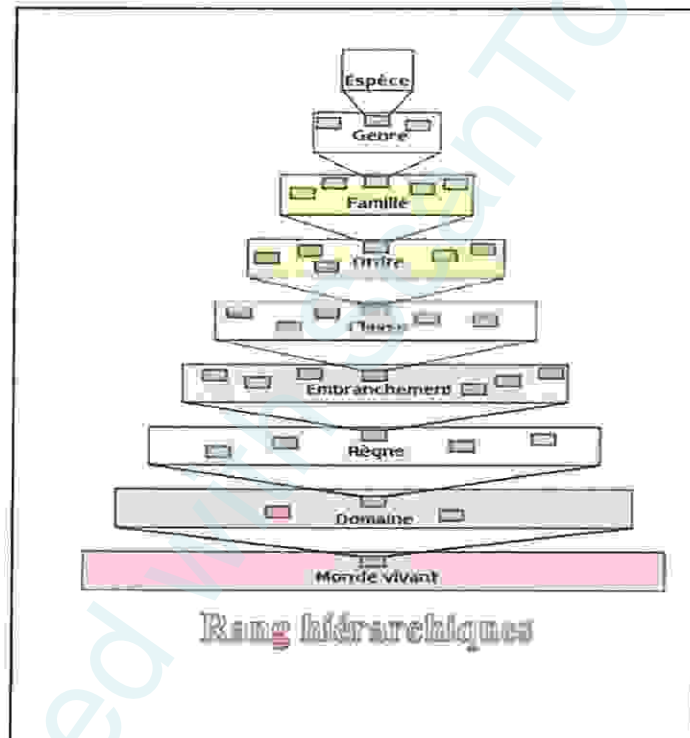 Espèce
Genre
Famille
Ordre
Classe
Embranchement
Règne
Domaine
Monde vivant
Rang hiérarchiques